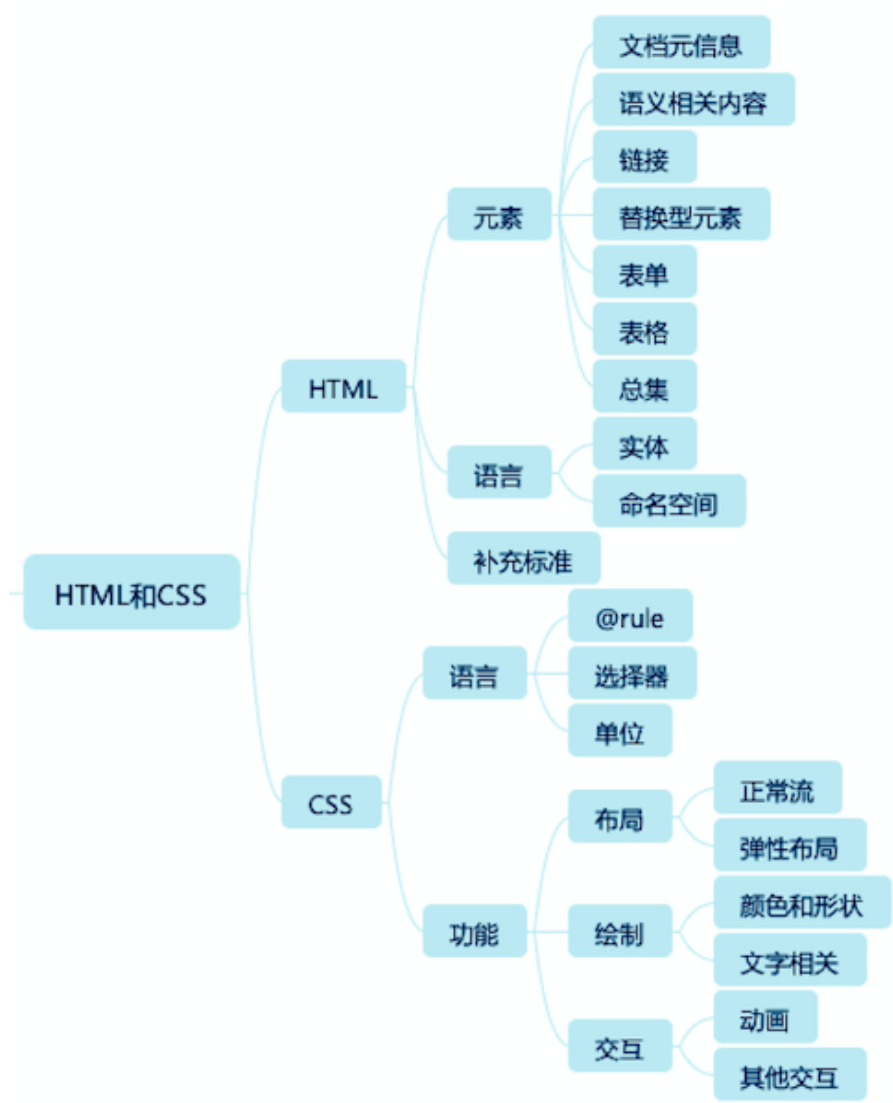 文档元信息
语义相关内容
链接
元素
替换型元素
表单
表格
HTML
总集
实体
语言
命名空间
补充标准
HTML和CSS
@rule
语言
选择器
单位
CSS
正常流
布局
弹性布局
颜色和形状
功能
绘制
文字相关
动画
交互
其他交互